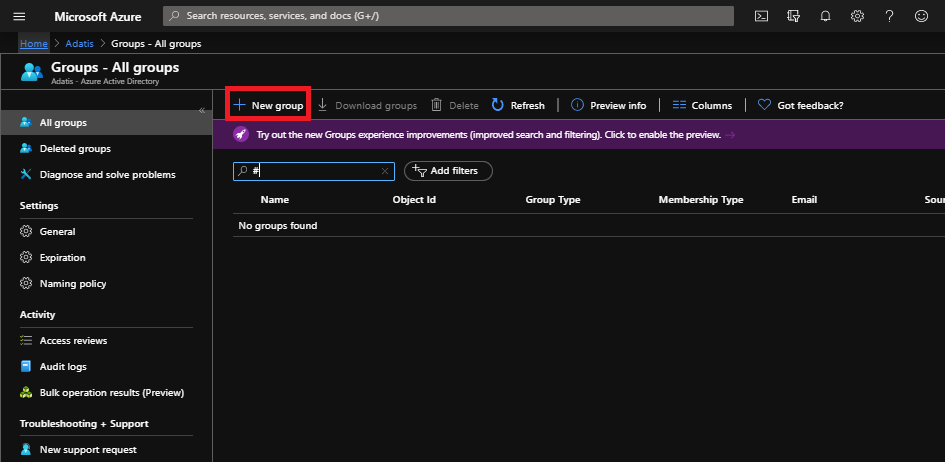 Microsoft Azure
Search resources, services, and docs (G+/)
Home > Adatis > Groups - All groups
Groups - All groups
Adatis - Azure Active Directory
«
New group
Download groups
Delete
Refresh
Preview info
Columns
Got feedback?
Try out the new Groups experience improvements (improved search and filtering). Click to enable the preview. →
#
Add filters
Name Object Id Group Type Membership Type Email Sour
No groups found
All groups
Deleted groups
Diagnose and solve problems
Settings
General
Expiration
Naming policy
Activity
Access reviews
Audit logs
Bulk operation results (Preview)
Troubleshooting + Support
New support request